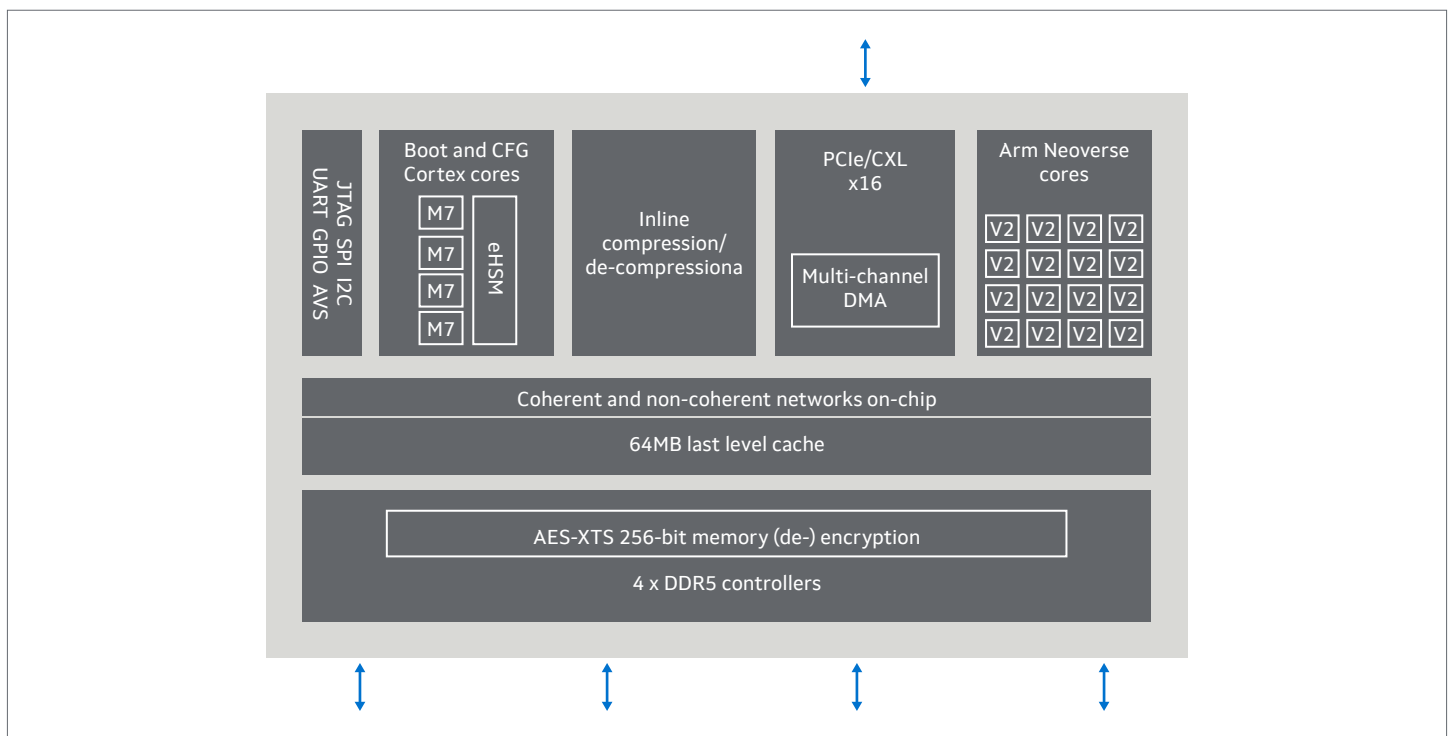 JTAG SPI I2C
UART GPIO AVS
Boot and CFG
Cortex cores
M7
M7
M7
M7
eHSM
Inline
compression/
de-compressiona
PCIe/CXL
x16
Multi-channel
DMA
Arm Neoverse
cores
V2 V2 V2 V2
V2 V2 V2 V2
V2 V2 V2 V2
V2 V2 V2 V2
Coherent and non-coherent networks on-chip
64MB last level cache
AES-XTS 256-bit memory (de-) encryption
4 x DDR5 controllers